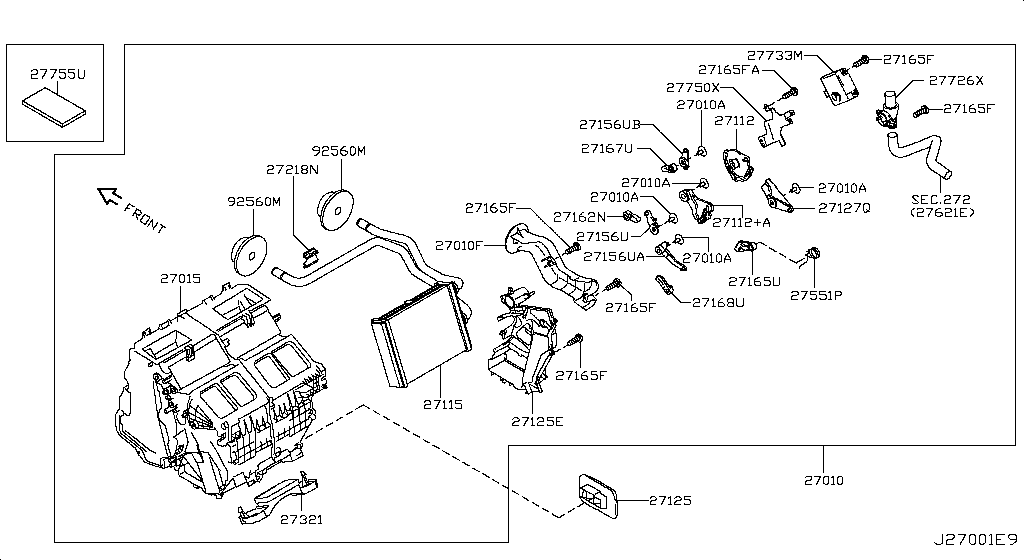 27755U
27733M
27165F
27165FA
27726X
27750X
27010A
27165F
27112
27156UB
27167U
92560M
27218N
27010A
27010A
92560M
27010A
27127Q
SEC.272
(27621E)
FRONT
27165F
27162N
27112+A
27156U
27010F
27156UA
27010A
27015
27165U
27551P
27168U
27165F
27165F
27115
27125E
27010
27125
27321
J27001E9